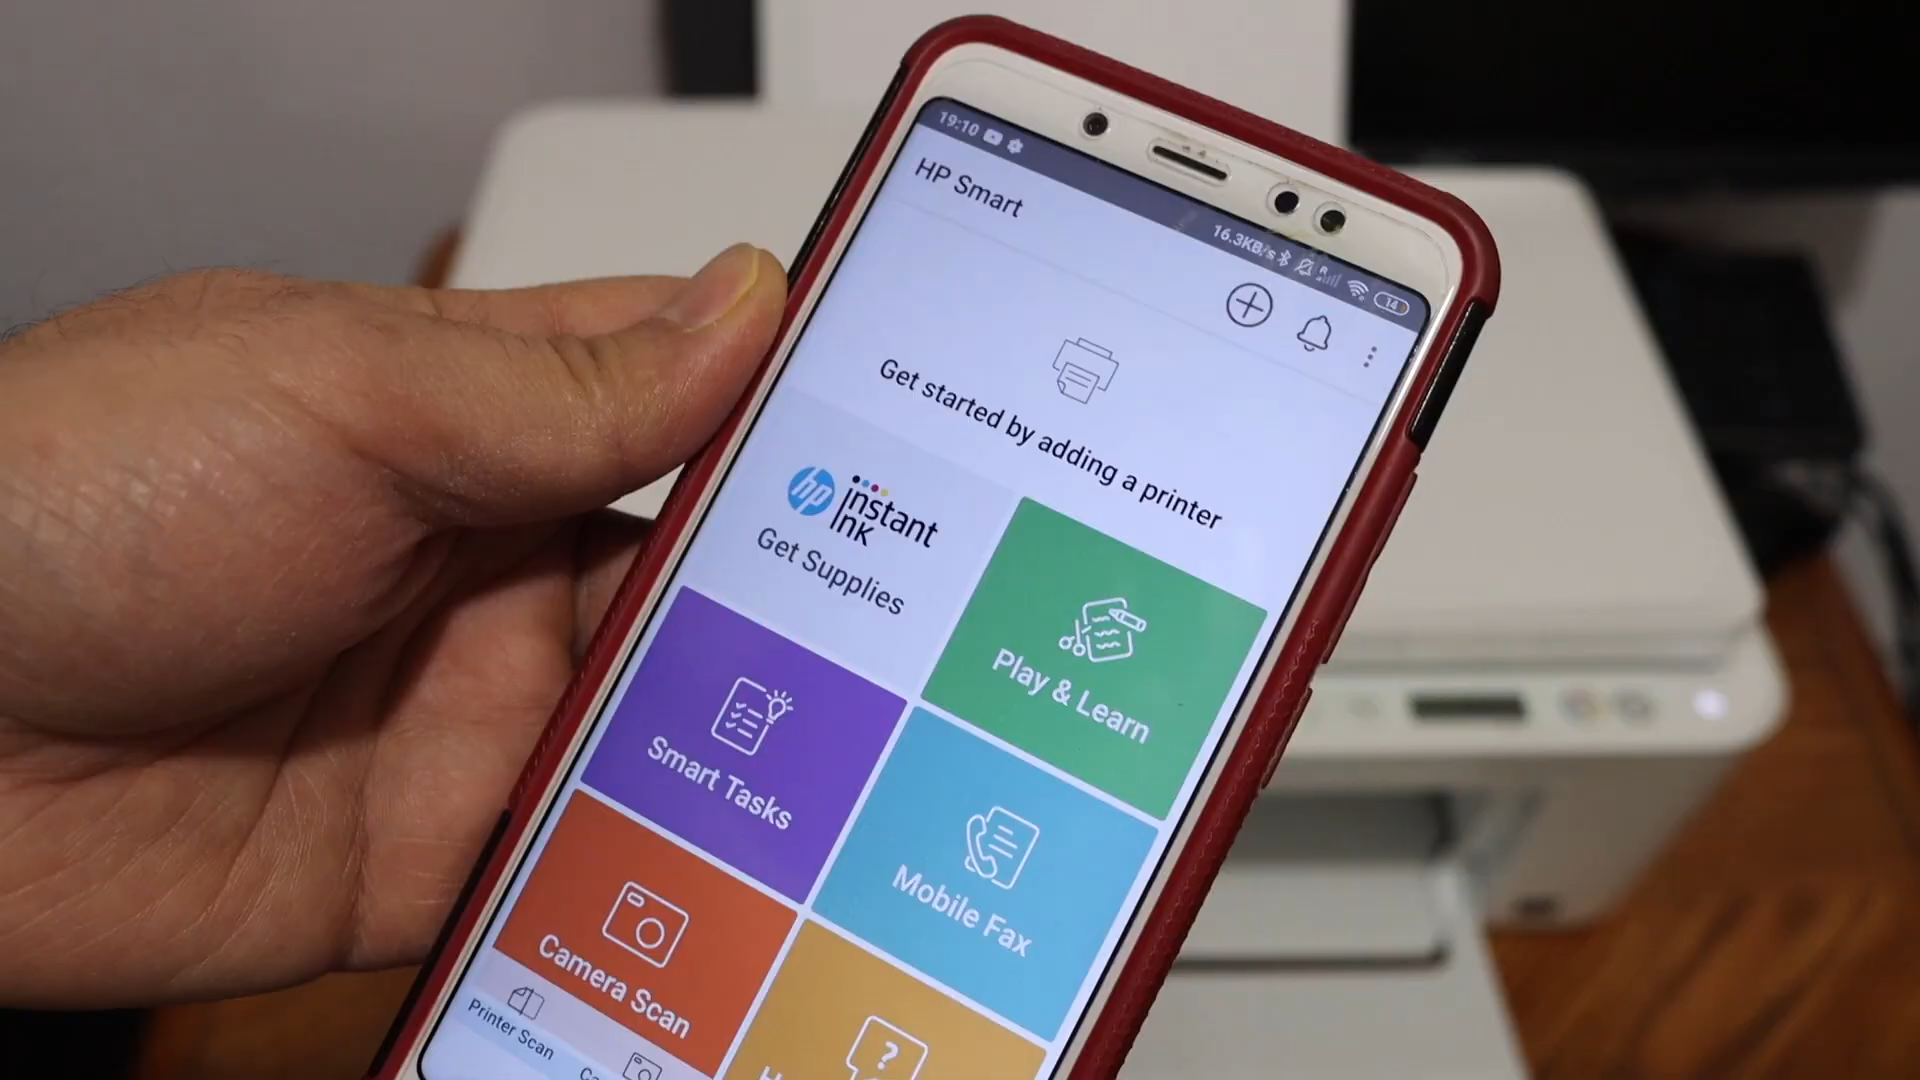 19:10
16.3KB/s R 14
HP Smart
Get started by adding a printer
hp instant
ink
Get Supplies
Play & Learn
Smart Tasks
Mobile Fax
Camera Scan
?
Printer Scan